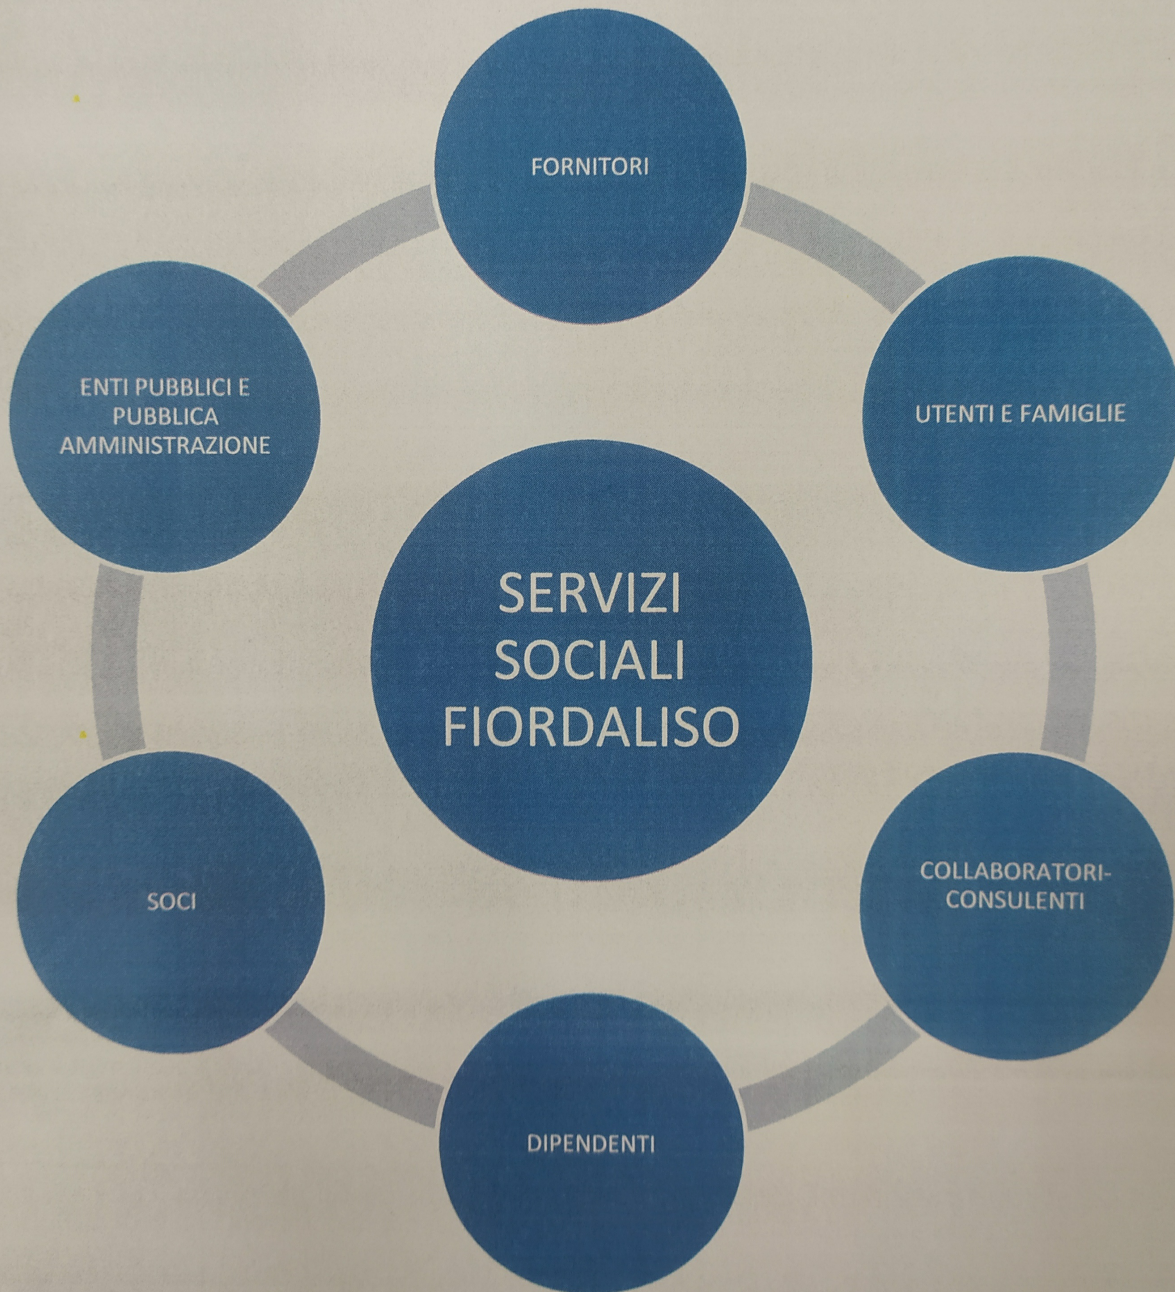 FORNITORI
ENTI PUBBLICI E
PUBBLICA
AMMINISTRAZIONE
UTENTI E FAMIGLIE
SERVIZI
SOCIALI
FIORDALISO
SOCI
COLLABORATORI-
CONSULENTI
DIPENDENTI